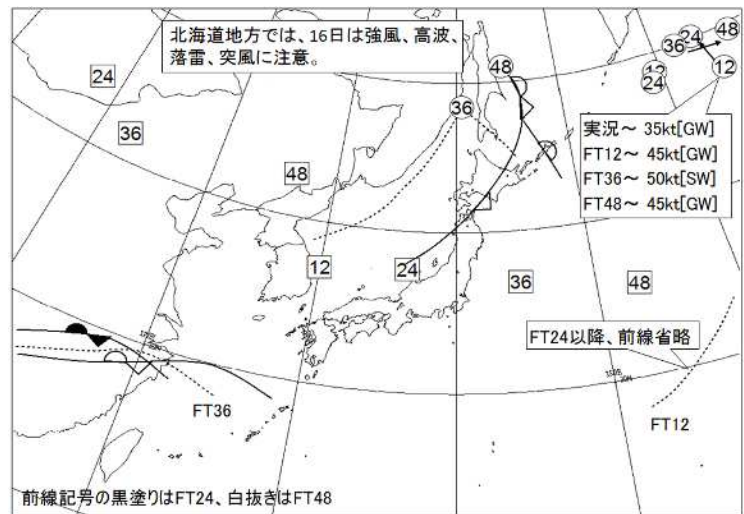 北海道地方では、16日は強風、高波、
落雷、突風に注意。
24
36
48
36
48
36
24
48
12
12
24
実況～ 35kt[GW]
FT12～ 45kt[GW]
FT36～ 50kt[SW]
FT48～ 45kt[GW]
12
24
36
48
FT24以降、前線省略
FT36
FT12
前線記号の黒塗りはFT24、白抜きはFT48